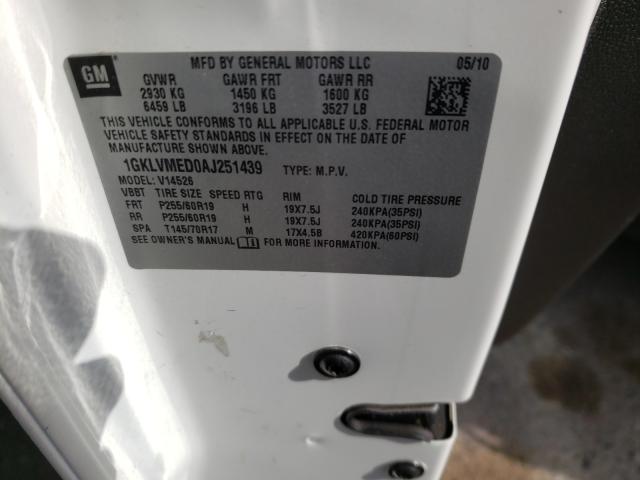 GM
MFD BY GENERAL MOTORS LLC 05/10
GVWR GAWR FRT GAWR RR
2930 KG 1450 KG 1600 KG
6459 LB 3196 LB 3527 LB
THIS VEHICLE CONFORMS TO ALL APPLICABLE U.S. FEDERAL MOTOR
VEHICLE SAFETY STANDARDS IN EFFECT ON THE DATE OF
MANUFACTURE SHOWN ABOVE.
1GKLVMED0AJ251439 TYPE: M.P.V.
MODEL: V14526
VBBT TIRE SIZE SPEED RTG RIM COLD TIRE PRESSURE
FRT P255/60R19 H 19X7.5J 240KPA(35PSI)
RR P255/60R19 H 19X7.5J 240KPA(35PSI)
SPA T145/70R17 M 17X4.5B 420KPA(60PSI)
SEE OWNER'S MANUAL FOR MORE INFORMATION.